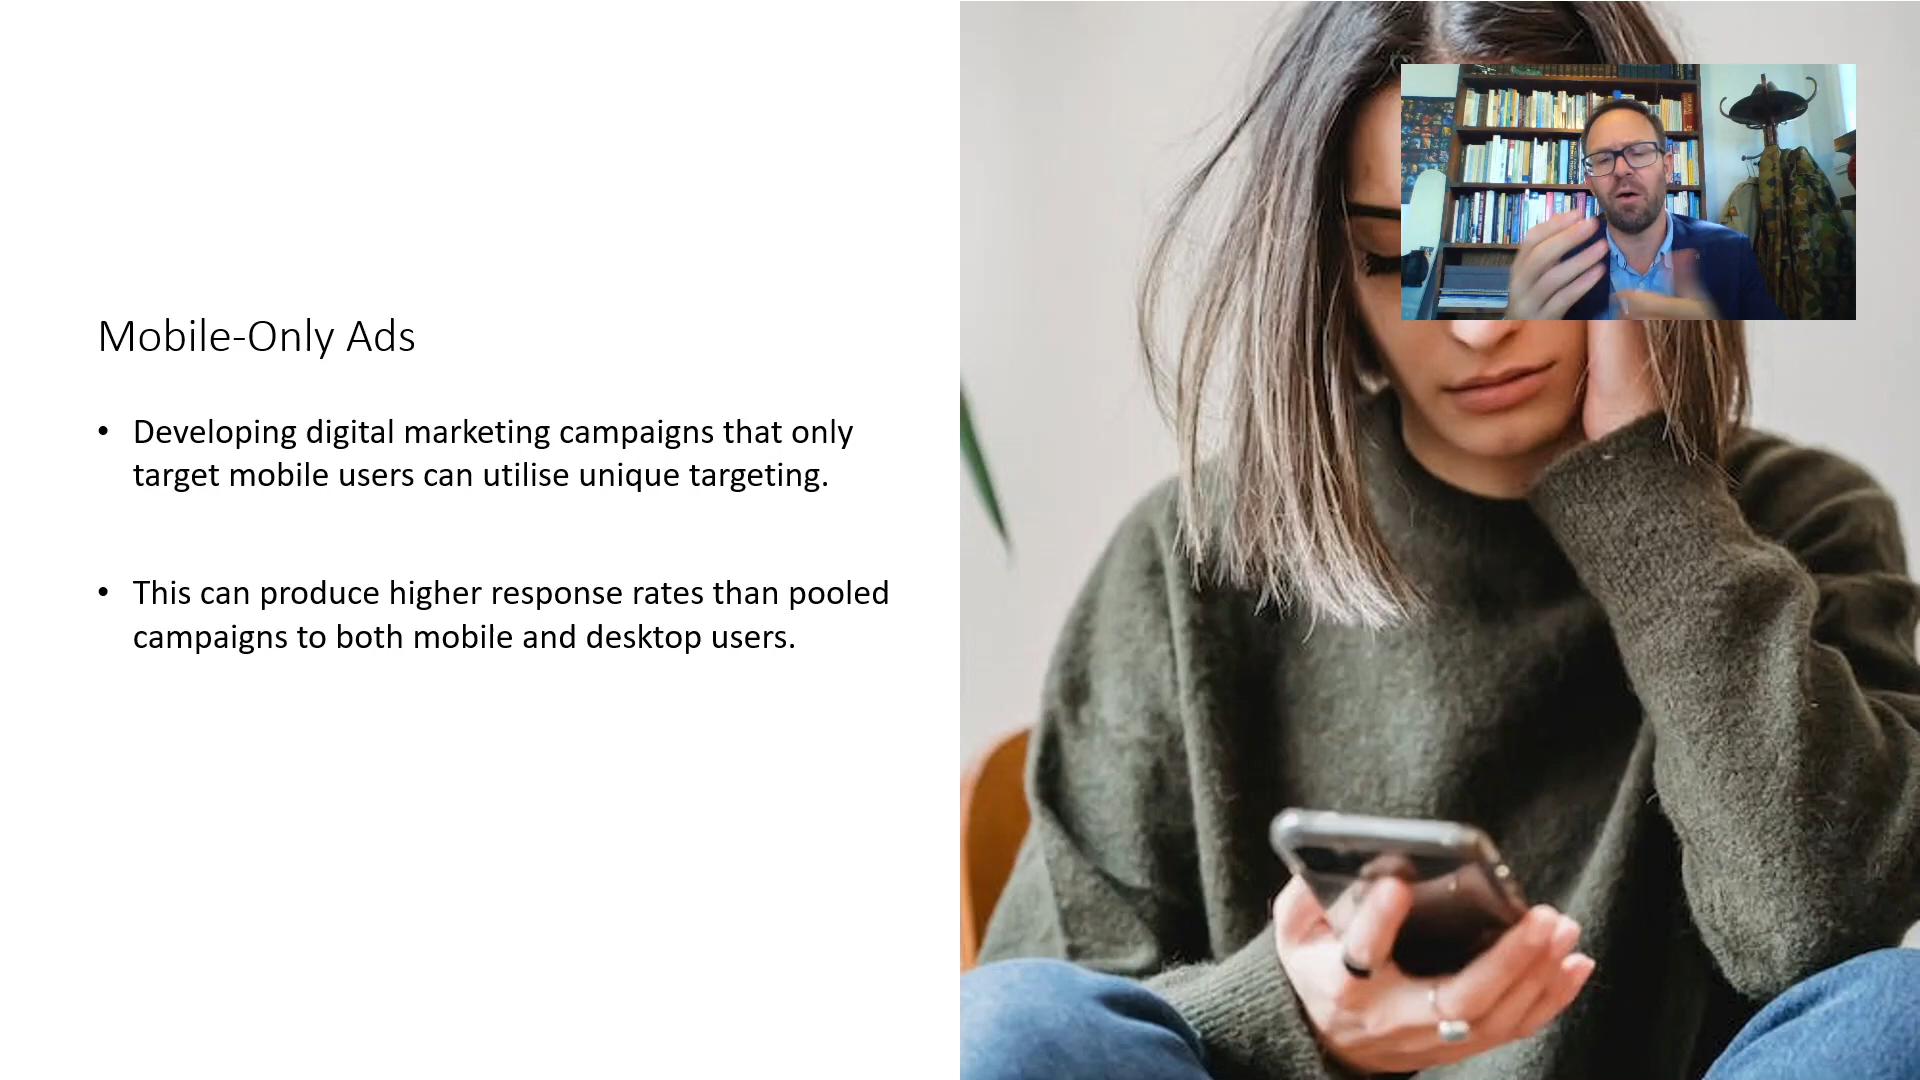 Mobile-Only Ads
• Developing digital marketing campaigns that only
target mobile users can utilise unique targeting.
• This can produce higher response rates than pooled
campaigns to both mobile and desktop users.